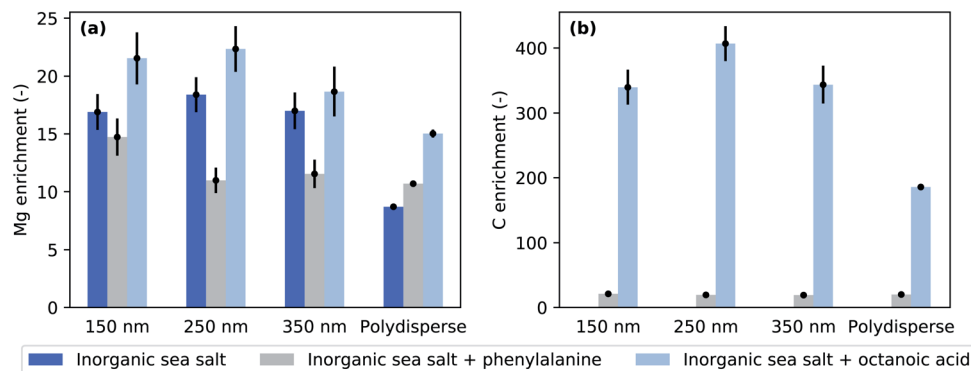 (a)
Mg enrichment (-)
25
20
15
10
5
0
150 nm 250 nm 350 nm Polydisperse
(b)
C enrichment (-)
400
300
200
100
0
150 nm 250 nm 350 nm Polydisperse
Inorganic sea salt Inorganic sea salt + phenylalanine Inorganic sea salt + octanoic acid